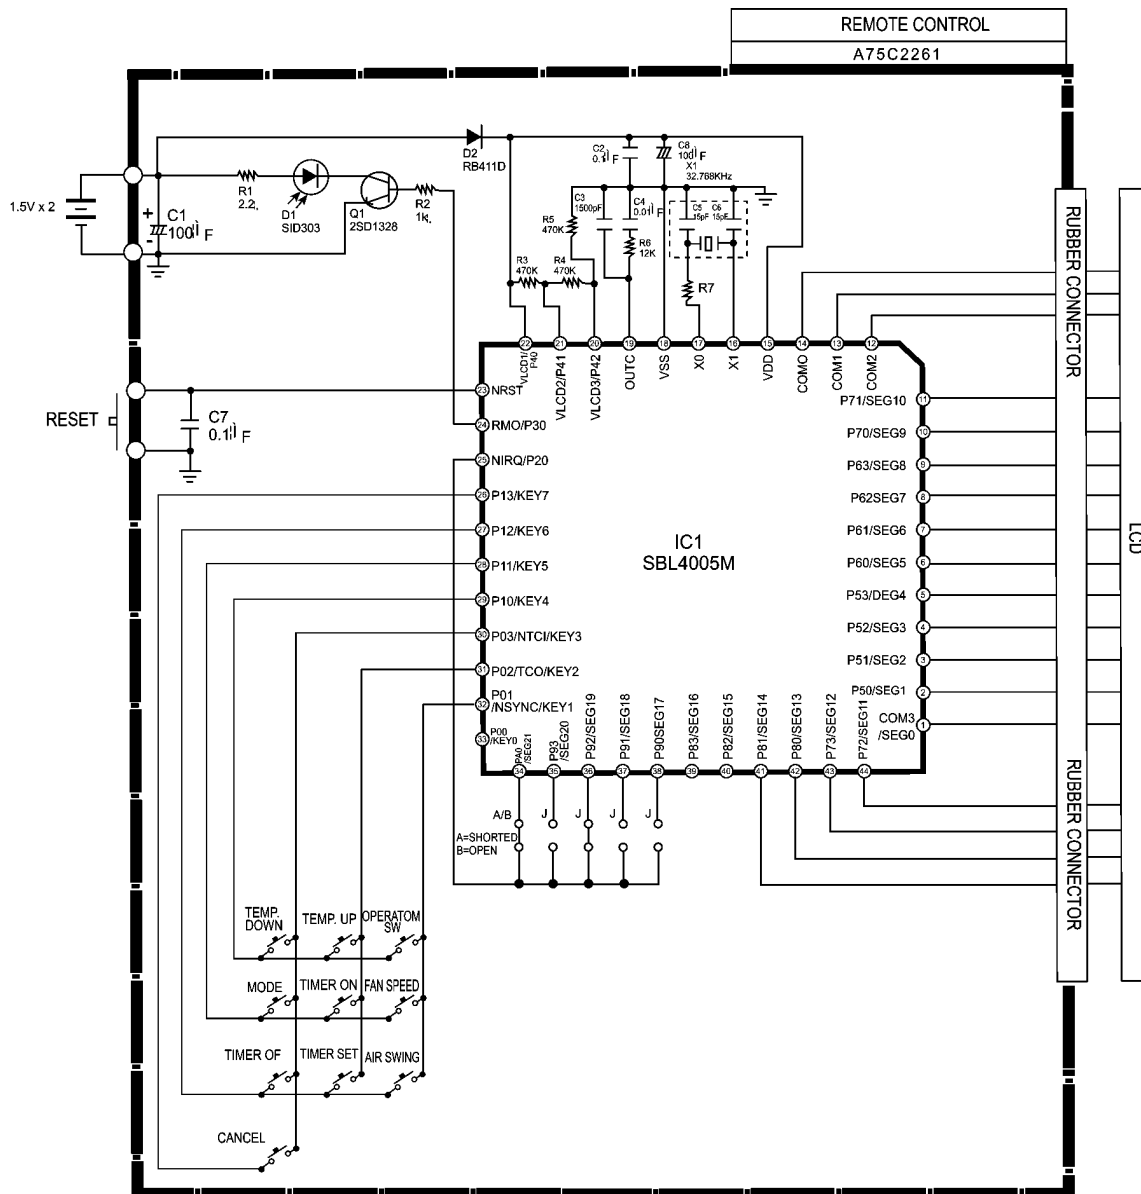 REMOTE CONTROL
A75C2261
D2
RB411D
C2
0.1 F
C8
100 F
X1
32.768KHz
1.5V x 2
+
C1
100 F
-
R1
2.2
D1
SID303
Q1
2SD1328
R2
1k
R5
470K
C3
1500pF
C4
0.01 F
R6
12K
C5
15pF
C6
15pF
R3
470K
R4
470K
R7
RUBBER CONNECTOR
22
21
20
19
18
17
16
15
14
13
12
VLCD1/
P40
VLCD2/P41
VLCD3/P42
OUTC
VSS
X0
X1
VDD
COMO
COM1
COM2
RESET
C7
0.1 F
23 NRST
24 RMO/P30
25 NIRQ/P20
26 P13/KEY7
27 P12/KEY6
28 P11/KEY5
29 P10/KEY4
30 P03/NTCI/KEY3
31 P02/TCO/KEY2
32 P01
/NSYNC/KEY1
33 P00
/KEY0
IC1
SBL4005M
P71/SEG10 11
P70/SEG9 10
P63/SEG8 9
P62SEG7 8
P61/SEG6 7
P60/SEG5 6
P53/DEG4 5
P52/SEG3 4
P51/SEG2 3
P50/SEG1 2
COM3
/SEG0 1
LCD
PA0
/SEG21
P93
/SEG20
P92/SEG19
P91/SEG18
P90SEG17
P83/SEG16
P82/SEG15
P81/SEG14
P80/SEG13
P73/SEG12
P72/SEG11
34
35
36
37
38
39
40
41
42
43
44
RUBBER CONNECTOR
A/B
J
J
J
J
A=SHORTED
B=OPEN
TEMP.
DOWN
TEMP. UP
OPERATOM
SW
MODE
TIMER ON
FAN SPEED
TIMER OF
TIMER SET
AIR SWING
CANCEL